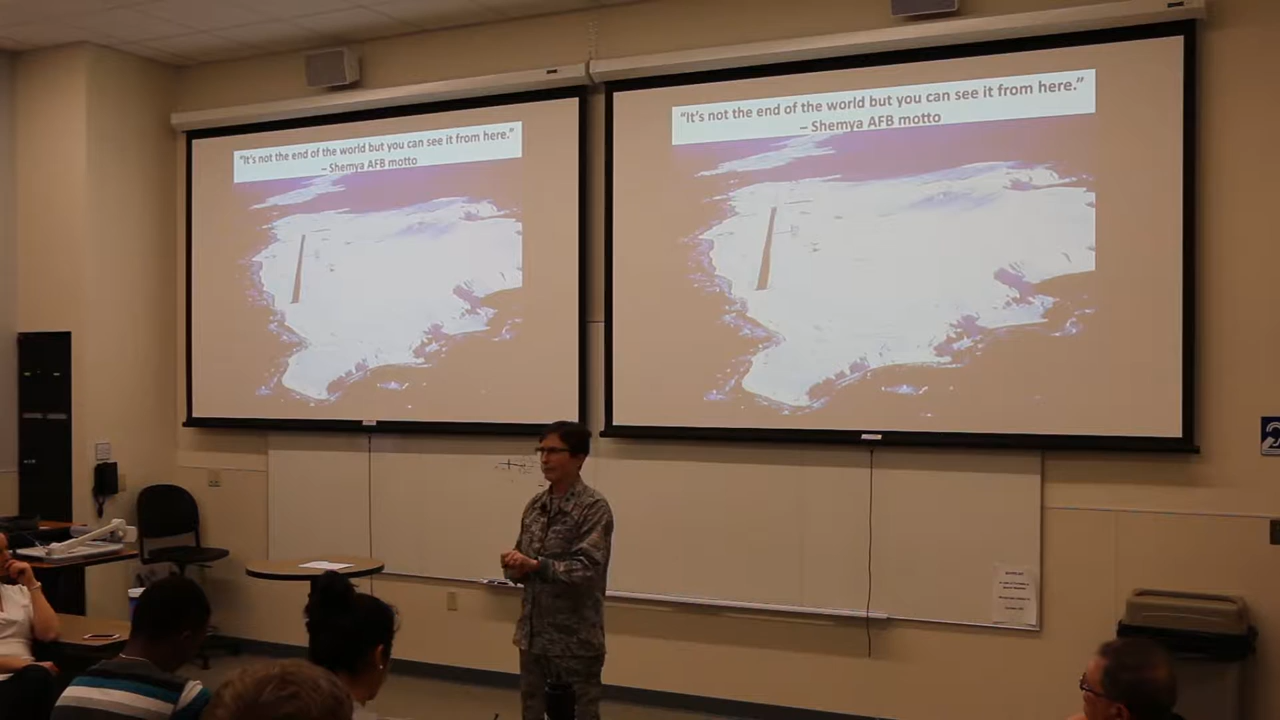 "It's not the end of the world but you can see it from here."
– Shemya AFB motto
"It's not the end of the world but you can see it from here."
– Shemya AFB motto